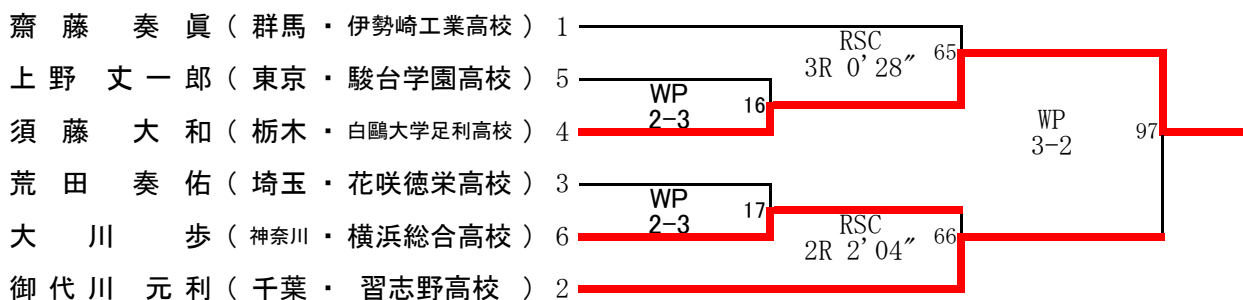 齋藤 奏眞（群馬・伊勢崎工業高校）1
RSC
3R 0'28″
65
上野 丈一郎（東京・駿台学園高校）5
WP
2-3
16
須藤 大和（栃木・白鷗大学足利高校）4
WP
3-2
97
荒田 奏佑（埼玉・花咲徳栄高校）3
WP
2-3
17
大川 歩（神奈川・横浜総合高校）6
RSC
2R 2'04″
66
御代川 元利（千葉・習志野高校）2